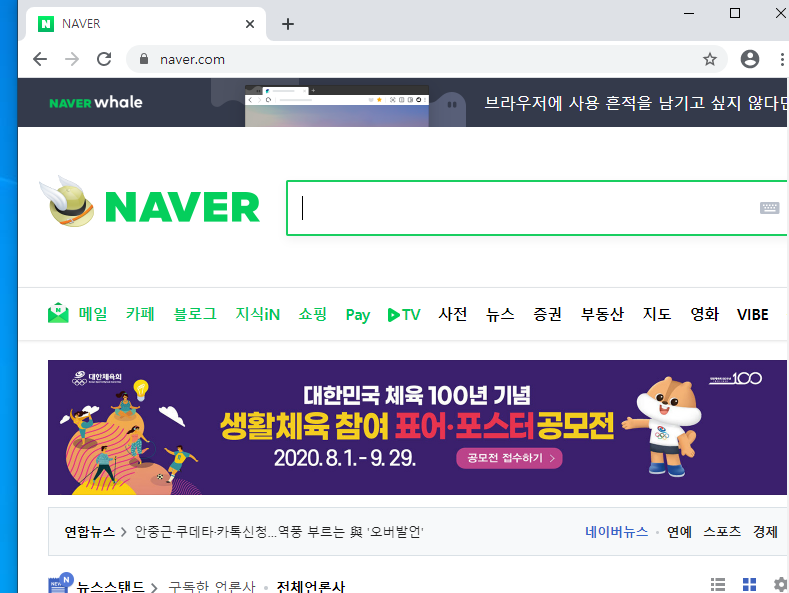 NAVER
naver.com
NAVER whale
브라우저에 사용 흔적을 남기고 싶지 않다면
NAVER
메일 카페 블로그 지식iN 쇼핑 Pay TV 사전 뉴스 증권 부동산 지도 영화 VIBE
대한체육회
100
대한민국 체육 100년 기념
생활체육 참여 표어·포스터 공모전
2020. 8. 1. - 9. 29.
공모전 접수하기 >
연합뉴스 > 안중근·쿠데타·카톡신청...역풍 부르는 與 '오버발언'
네이버뉴스 · 연예 스포츠 경제
NEW N 뉴스스탠드 > 구독한 언론사 · 전체언론사